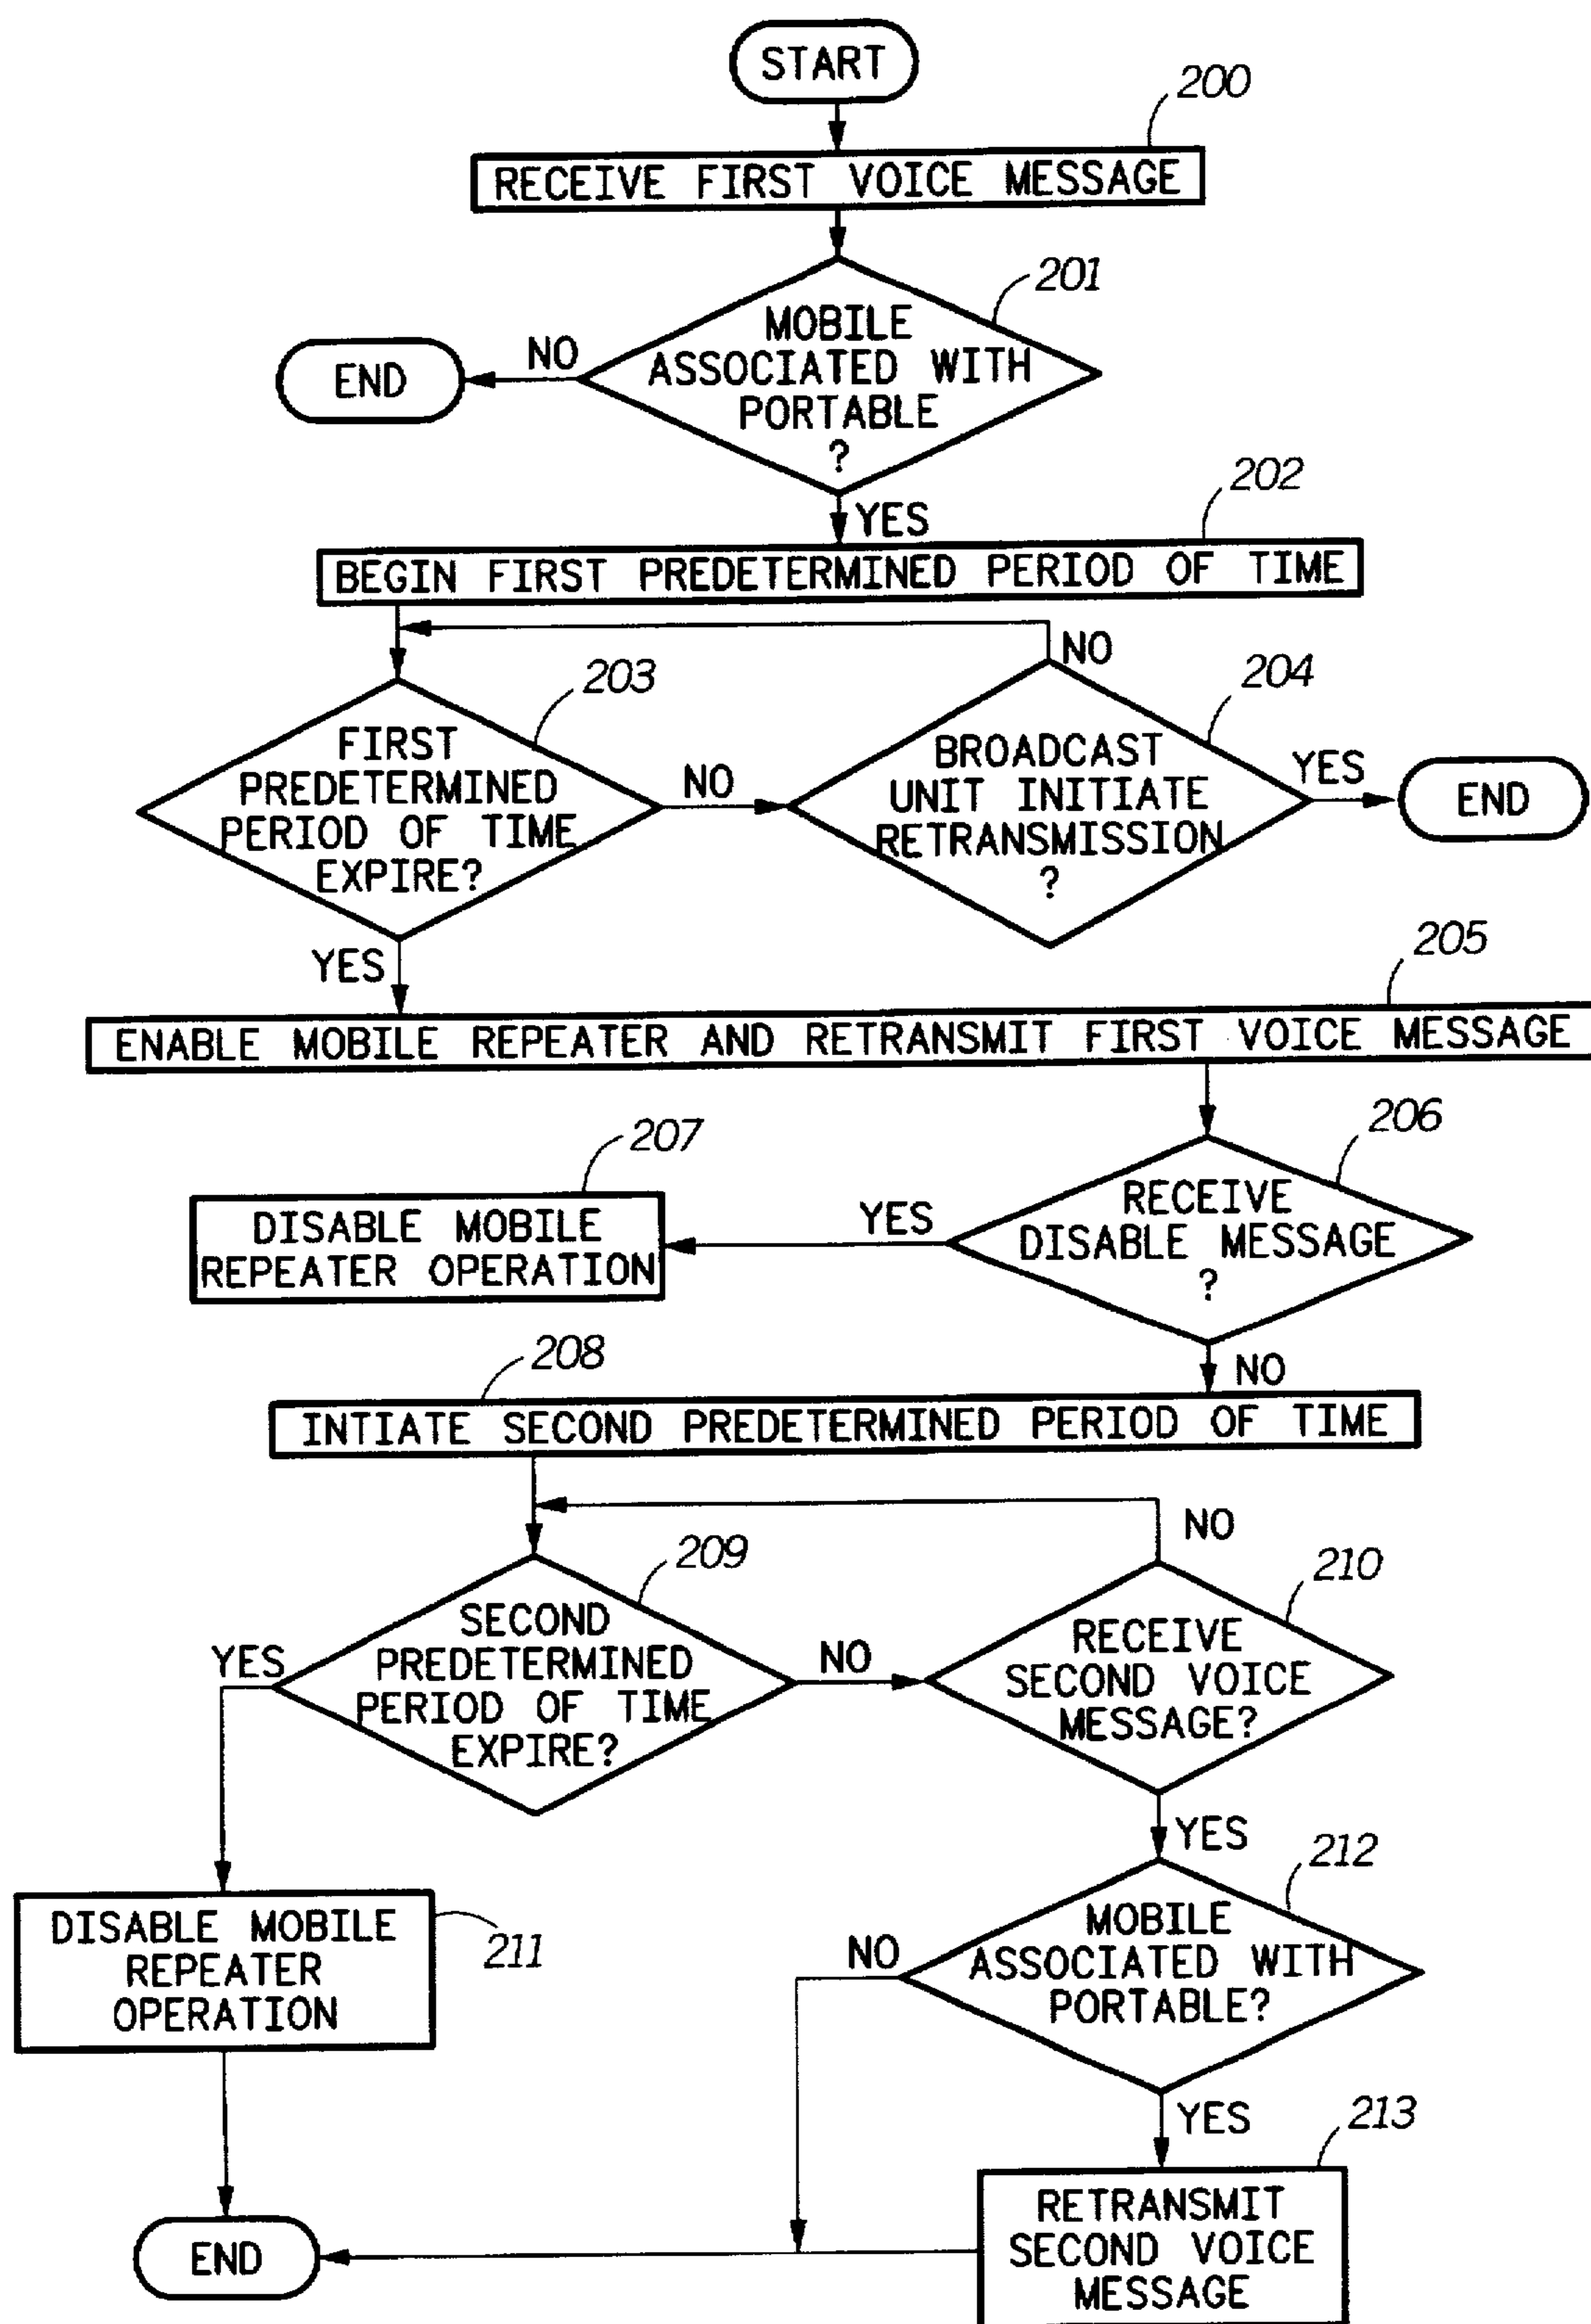 START
200
RECEIVE FIRST VOICE MESSAGE
201
MOBILE
ASSOCIATED WITH
PORTABLE
?
NO
END
YES
202
BEGIN FIRST PREDETERMINED PERIOD OF TIME
NO
203
FIRST
PREDETERMINED
PERIOD OF TIME
EXPIRE?
NO
204
BROADCAST
UNIT INITIATE
RETRANSMISSION
?
YES
END
YES
205
ENABLE MOBILE REPEATER AND RETRANSMIT FIRST VOICE MESSAGE
206
RECEIVE
DISABLE MESSAGE
?
YES
207
DISABLE MOBILE
REPEATER OPERATION
NO
208
INTIATE SECOND PREDETERMINED PERIOD OF TIME
NO
209
SECOND
PREDETERMINED
PERIOD OF TIME
EXPIRE?
YES
NO
210
RECEIVE
SECOND VOICE
MESSAGE?
YES
212
MOBILE
ASSOCIATED WITH
PORTABLE?
NO
211
DISABLE MOBILE
REPEATER
OPERATION
YES
213
RETRANSMIT
SECOND VOICE
MESSAGE
END